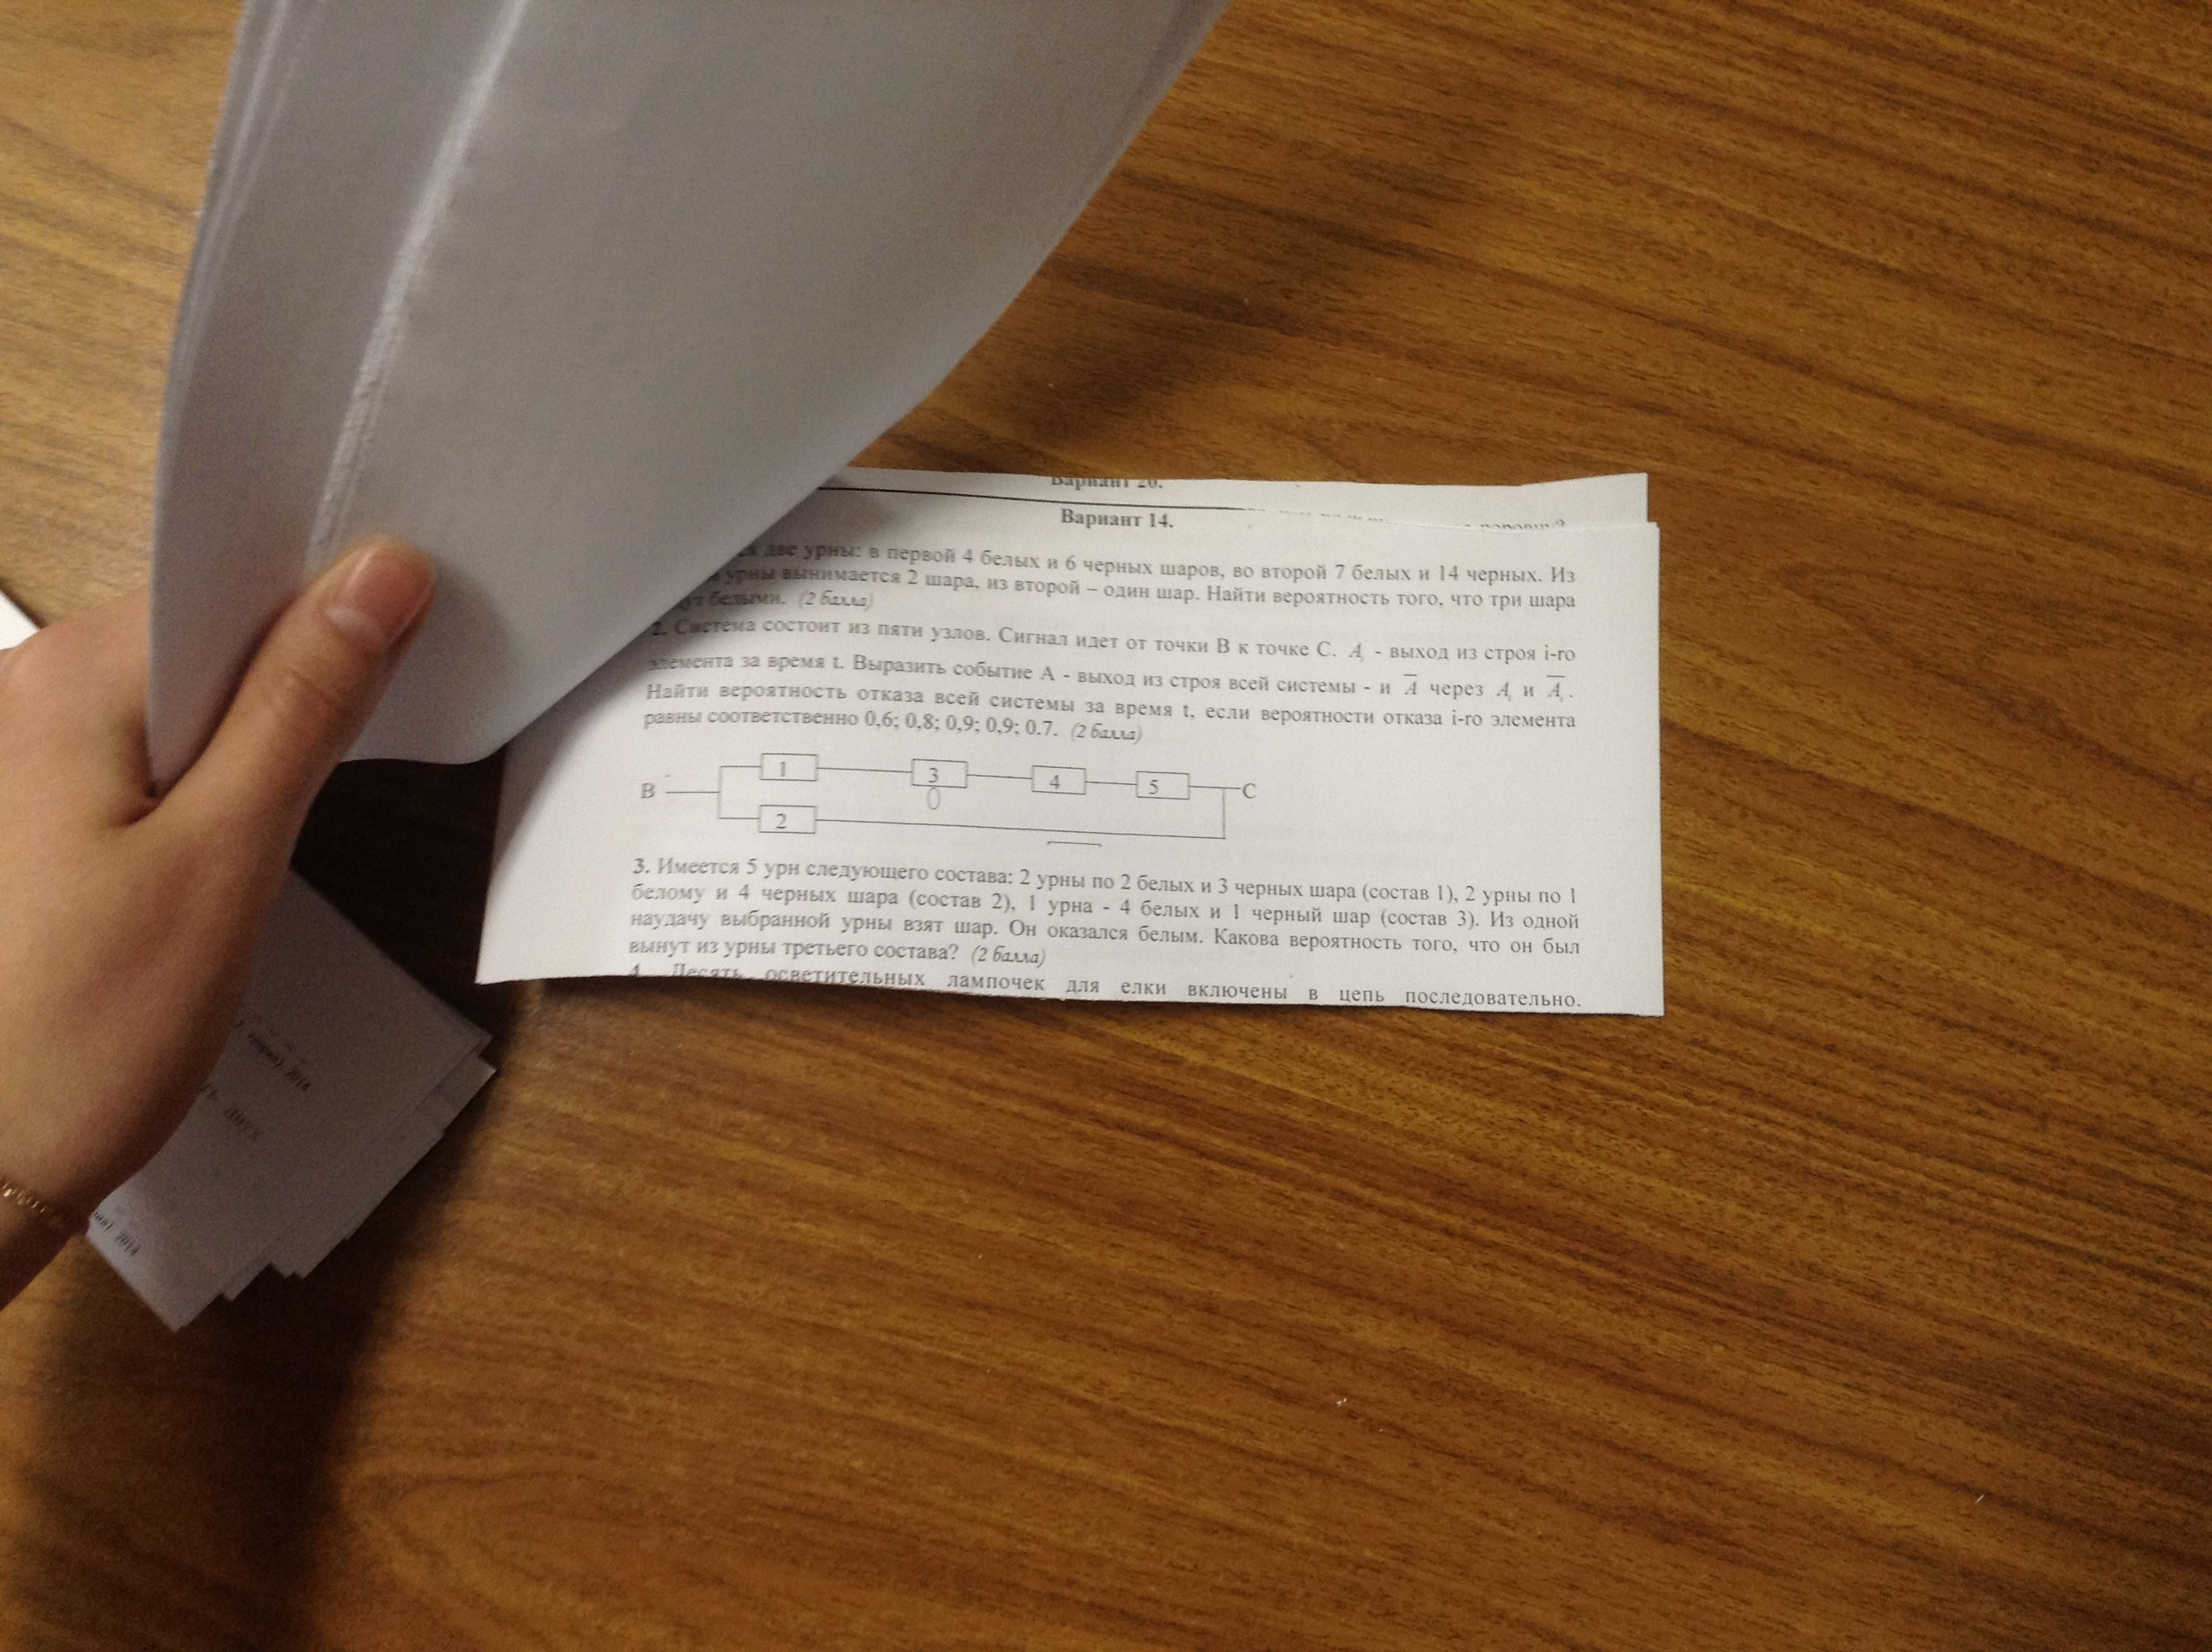 Вариант 20.
Вариант 14.
две урны: в первой 4 белых и 6 черных шаров, во второй 7 белых и 14 черных. Из
урны вынимается 2 шара, из второй – один шар. Найти вероятность того, что три шара
белыми. (2 балла)
2. Система состоит из пяти узлов. Сигнал идет от точки В к точке С. Aᵢ - выход из строя i-го
элемента за время t. Выразить событие А - выход из строя всей системы - и A̅ через Aᵢ и A̅ᵢ.
Найти вероятность отказа всей системы за время t, если вероятности отказа i-го элемента
равны соответственно 0,6; 0,8; 0,9; 0,9; 0.7. (2 балла)
B 1 3 4 5 C
0
2
3. Имеется 5 урн следующего состава: 2 урны по 2 белых и 3 черных шара (состав 1), 2 урны по 1
белому и 4 черных шара (состав 2), 1 урна - 4 белых и 1 черный шар (состав 3). Из одной
наудачу выбранной урны взят шар. Он оказался белым. Какова вероятность того, что он был
вынут из урны третьего состава? (2 балла)
4. Десять осветительных лампочек для елки включены в цепь последовательно.
2014
2014